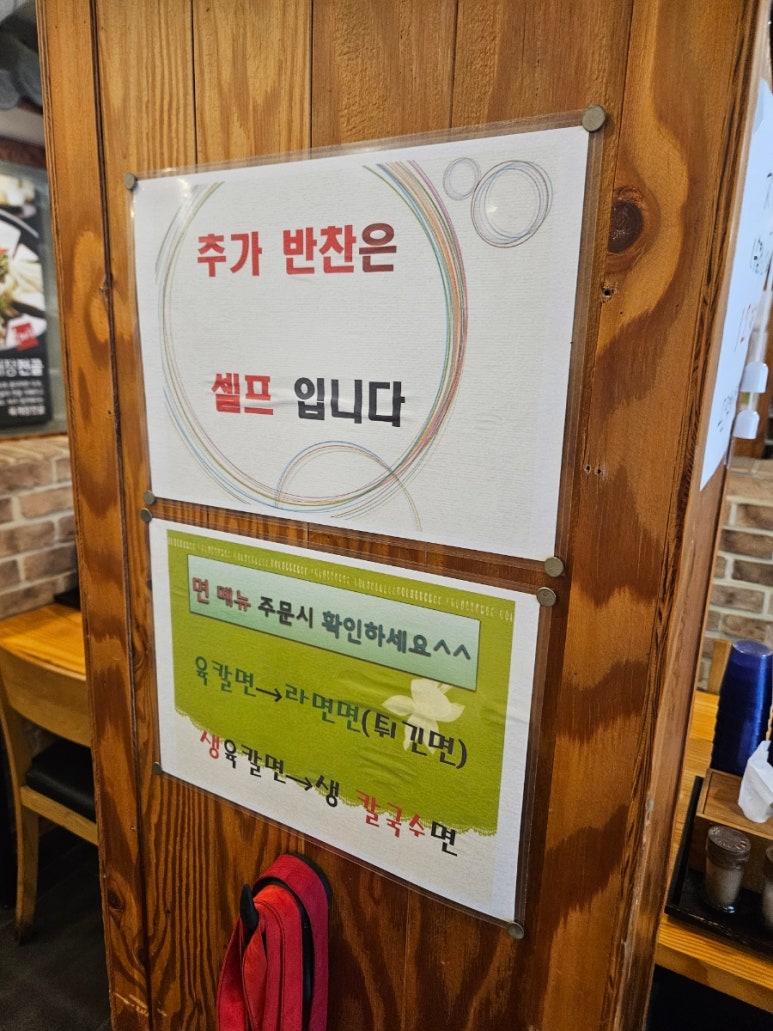 추가 반찬은
셀프 입니다
면 메뉴 주문시 확인하세요^^
육칼면→라면면(튀긴면)
생육칼면→생 칼국수면